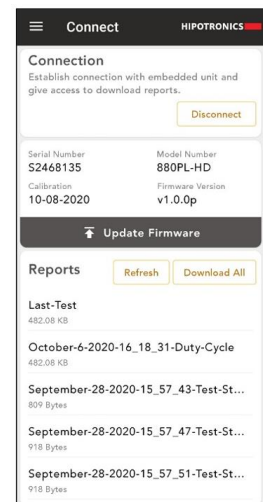 Connect
HIPOTRONICS
Connection
Establish connection with embedded unit and
give access to download reports.
Disconnect
Serial Number
Model Number
S2468135
880PL-HD
Calibration
Firmware Version
10-08-2020
v1.0.0p
Update Firmware
Reports
Refresh
Download All
Last-Test
482.08 KB
October-6-2020-16_18_31-Duty-Cycle
482.08 KB
September-28-2020-15_57_43-Test-St...
809 Bytes
September-28-2020-15_57_47-Test-St...
918 Bytes
September-28-2020-15_57_51-Test-St...
918 Bytes